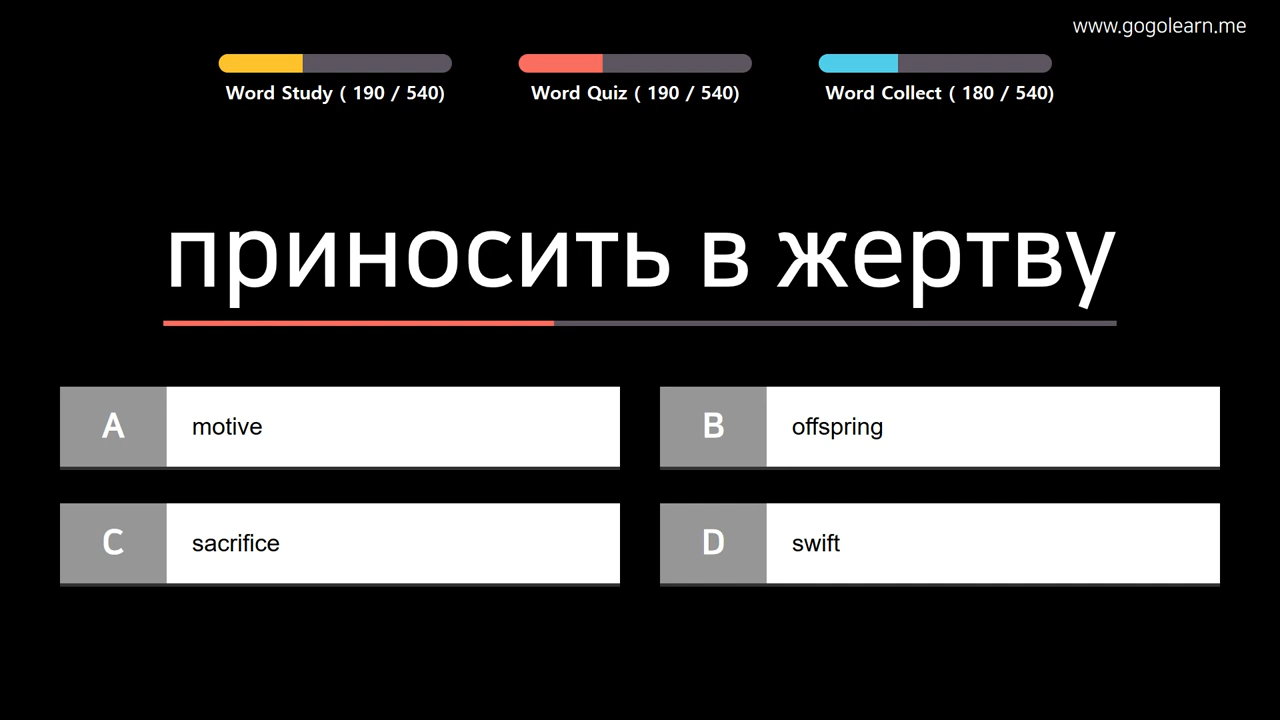 www.gogolearn.me
Word Study ( 190 / 540)
Word Quiz ( 190 / 540)
Word Collect ( 180 / 540)
приносить в жертву
A motive
B offspring
C sacrifice
D swift